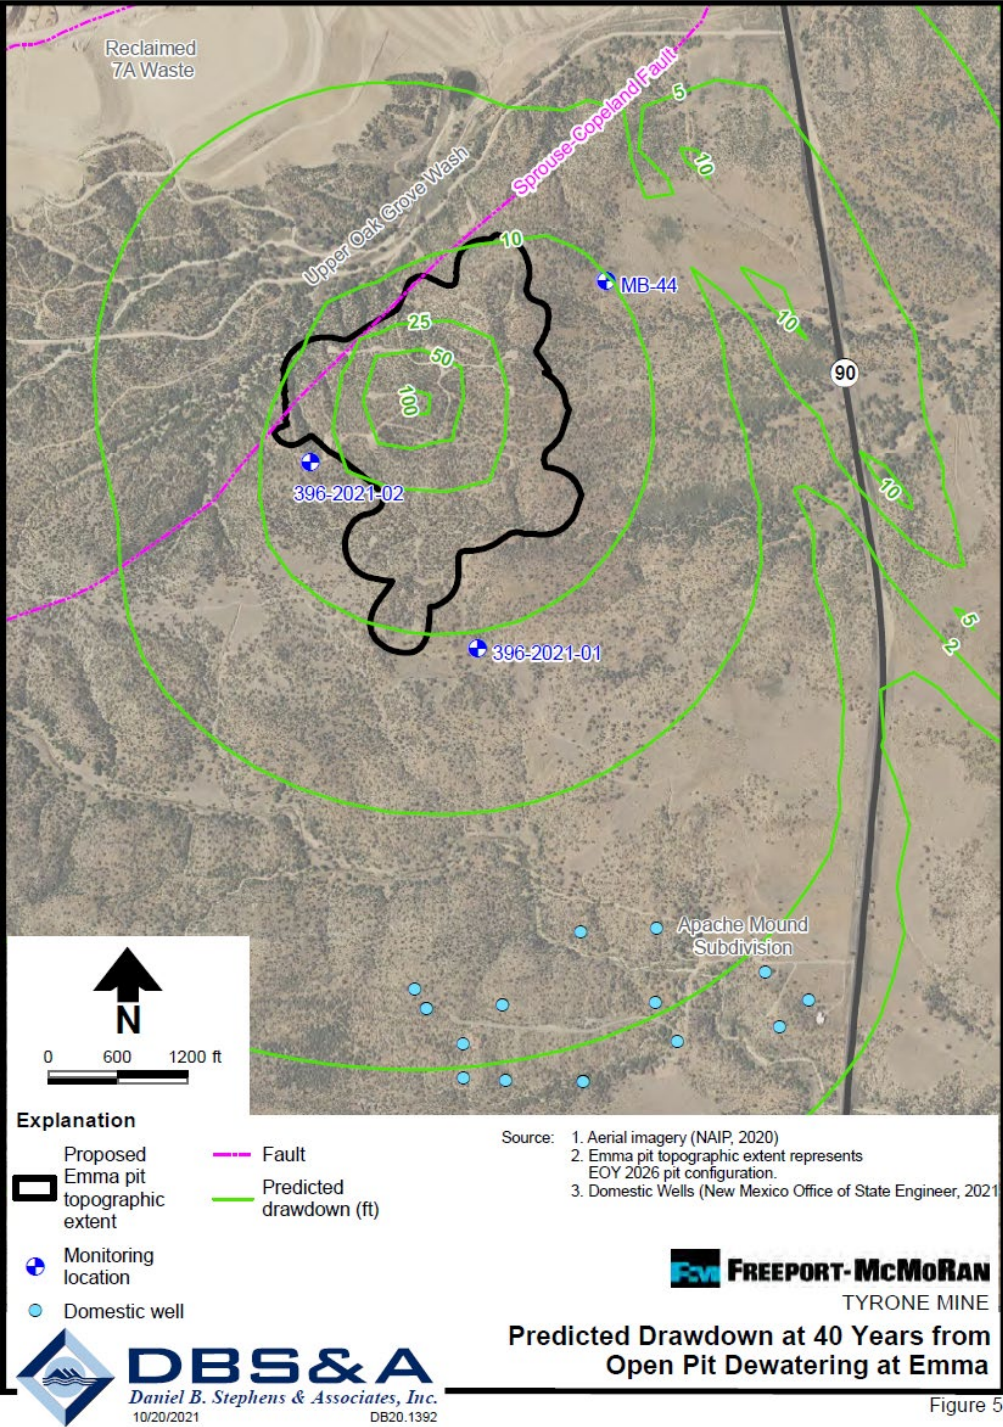 Reclaimed
7A Waste
Upper Oak Grove Wash
Sprouse-Copeland Fault
5
10
10
MB-44
25
50
100
10
90
396-2021-02
10
396-2021-01
5
2
Apache Mound
Subdivision
N
0 600 1200 ft
Explanation
Proposed
Emma pit
topographic
extent
Fault
Predicted
drawdown (ft)
Monitoring
location
Domestic well
Source: 1. Aerial imagery (NAIP, 2020)
2. Emma pit topographic extent represents
EOY 2026 pit configuration.
3. Domestic Wells (New Mexico Office of State Engineer, 2021
FCX FREEPORT-McMoRAN
TYRONE MINE
Predicted Drawdown at 40 Years from
Open Pit Dewatering at Emma
DBS&A
Daniel B. Stephens & Associates, Inc.
10/20/2021 DB20.1392
Figure 5